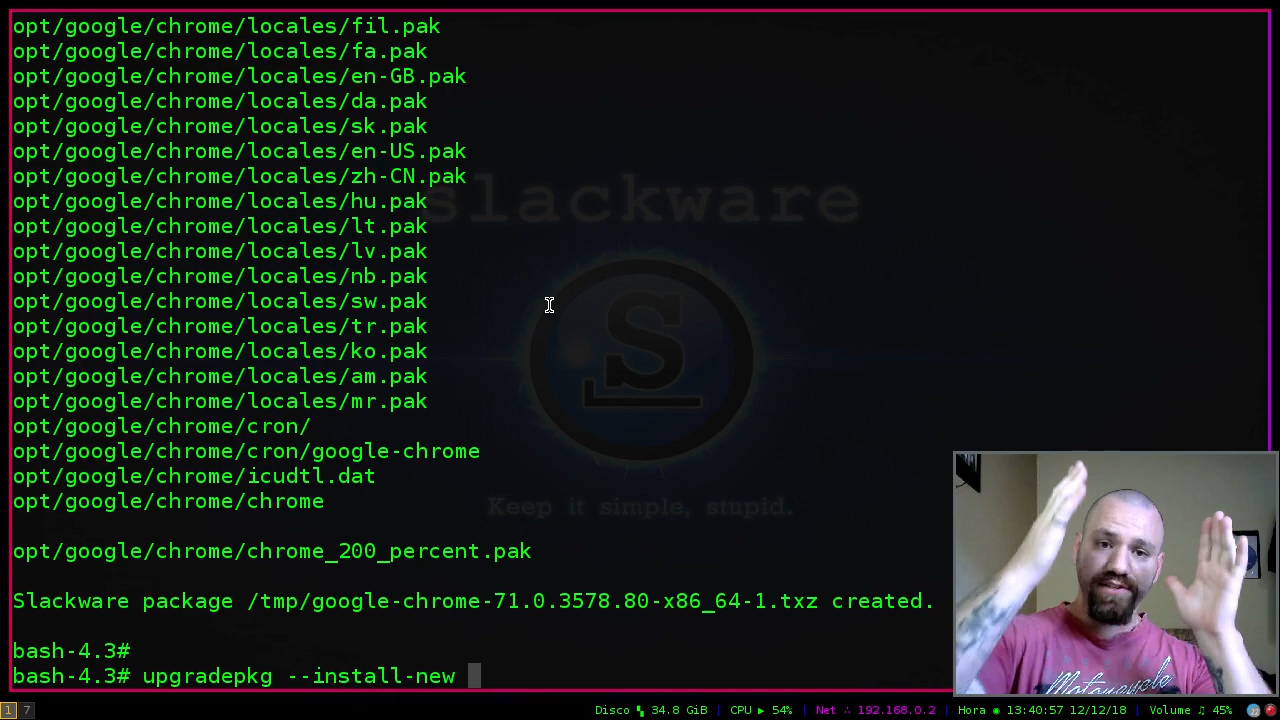 opt/google/chrome/locales/fil.pak
opt/google/chrome/locales/fa.pak
opt/google/chrome/locales/en-GB.pak
opt/google/chrome/locales/da.pak
opt/google/chrome/locales/sk.pak
opt/google/chrome/locales/en-US.pak
opt/google/chrome/locales/zh-CN.pak
opt/google/chrome/locales/hu.pak
opt/google/chrome/locales/lt.pak
opt/google/chrome/locales/lv.pak
opt/google/chrome/locales/nb.pak
opt/google/chrome/locales/sw.pak
opt/google/chrome/locales/tr.pak
opt/google/chrome/locales/ko.pak
opt/google/chrome/locales/am.pak
opt/google/chrome/locales/mr.pak
opt/google/chrome/cron/
opt/google/chrome/cron/google-chrome
opt/google/chrome/icudtl.dat
opt/google/chrome/chrome
opt/google/chrome/chrome_200_percent.pak
Slackware package /tmp/google-chrome-71.0.3578.80-x86_64-1.txz created.
bash-4.3#
bash-4.3# upgradepkg --install-new
slackware
S
Keep it simple, stupid.
Motorcycle
1 7 Disco 34.8 GiB | CPU ▶ 54% | Net ∴ 192.168.0.2 | Hora ◉ 13:40:57 12/12/18 | Volume ♫ 45%